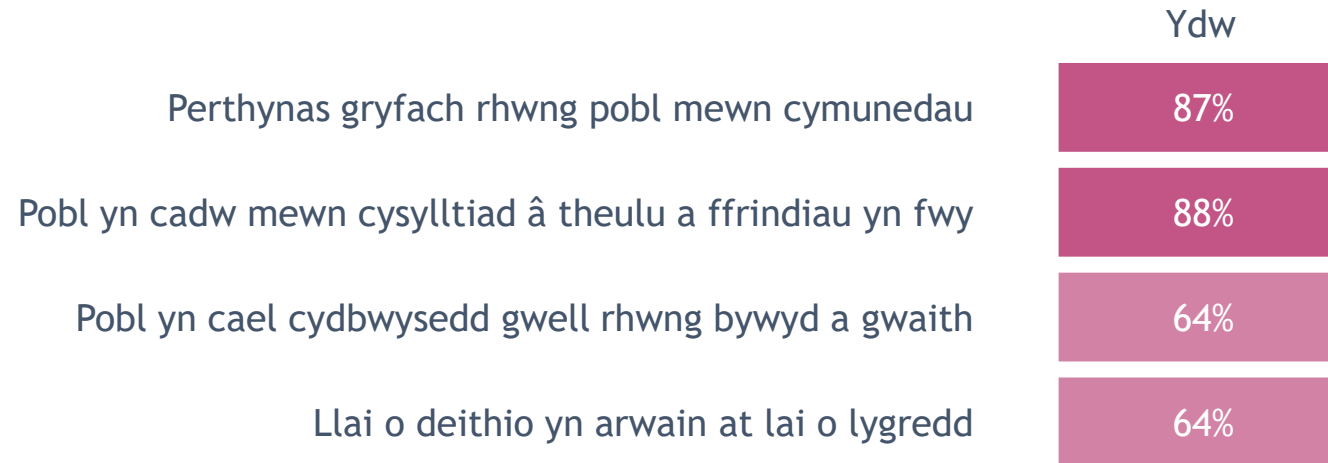 Ydw
Perthynas gryfach rhwng pobl mewn cymunedau 87%
Pobl yn cadw mewn cysylltiad â theulu a ffrindiau yn fwy 88%
Pobl yn cael cydbwysedd gwell rhwng bywyd a gwaith 64%
Llai o deithio yn arwain at lai o lygredd 64%